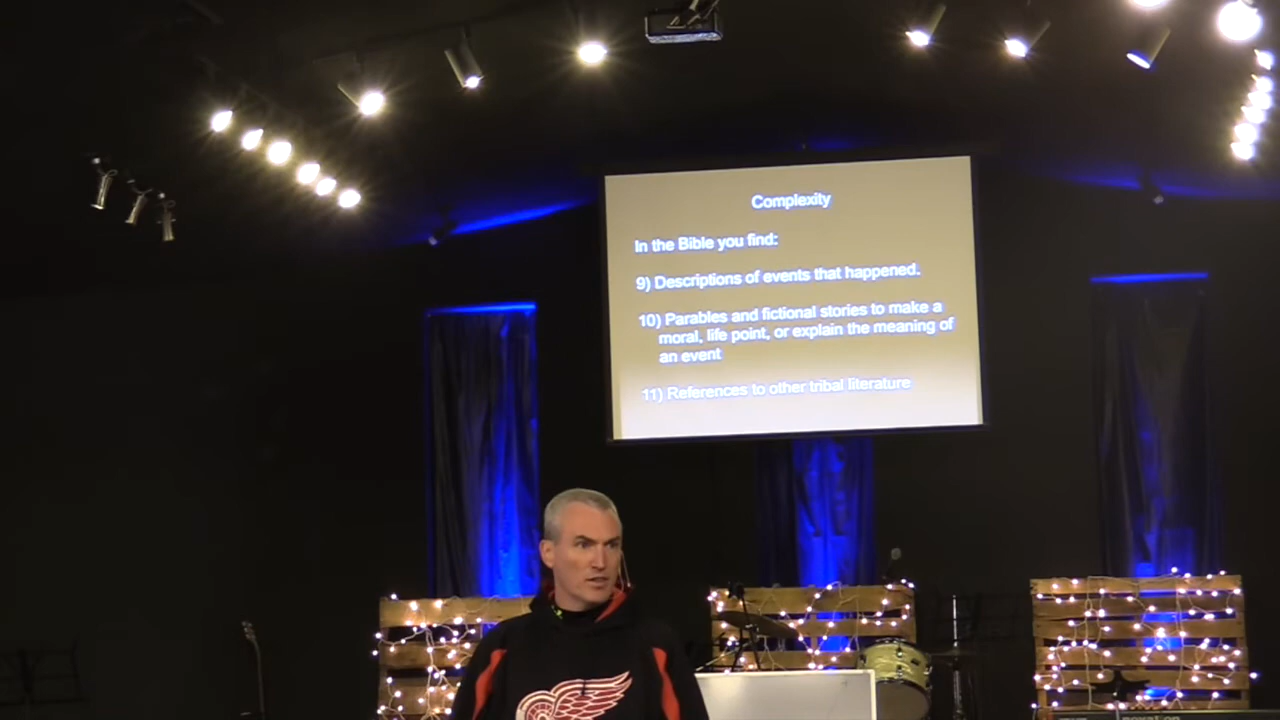 Complexity
In the Bible you find:
9) Descriptions of events that happened.
10) Parables and fictional stories to make a
moral, life point, or explain the meaning of
an event
11) References to other tribal literature